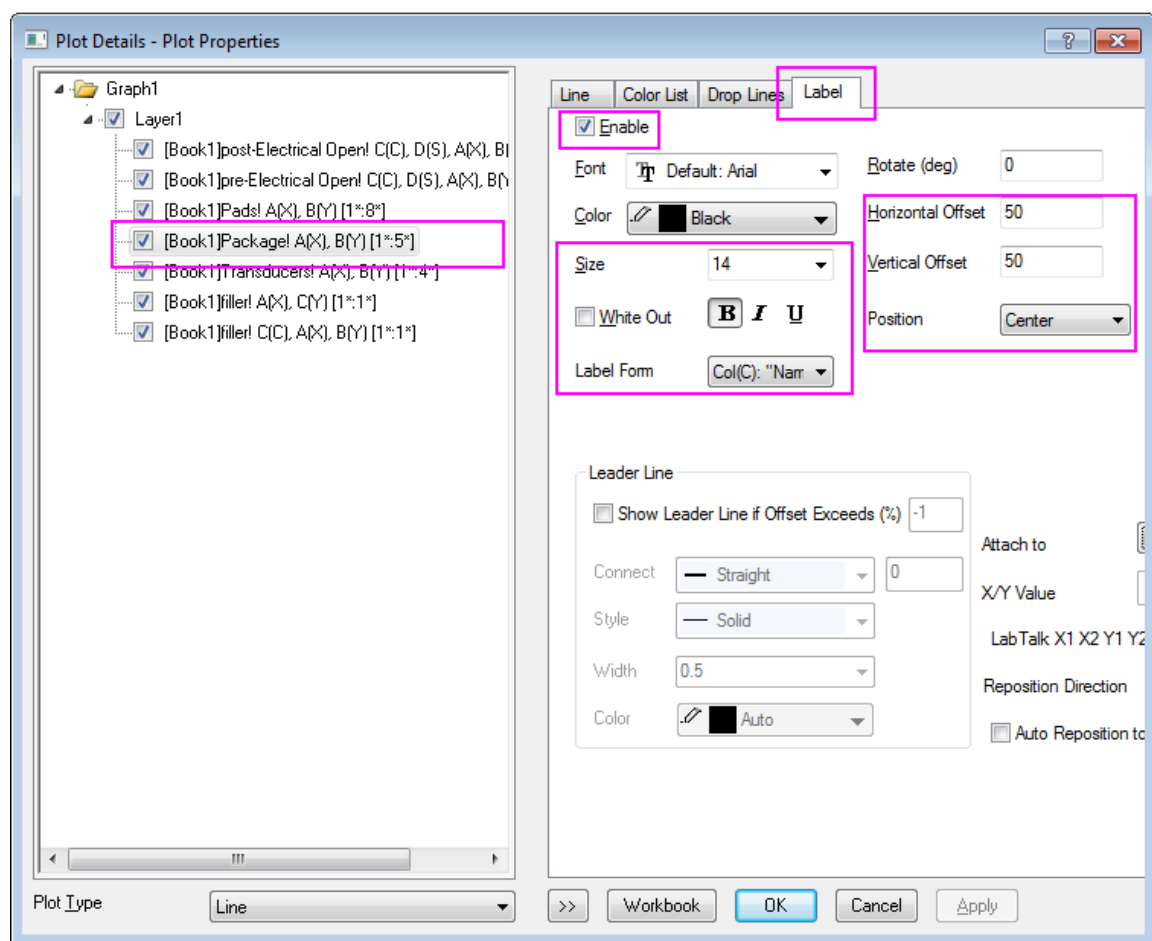 Plot Details - Plot Properties
Graph1
Layer1
[Book1]post-Electrical Open! C(C), D(S), A(X), B(
[Book1]pre-Electrical Open! C(C), D(S), A(X), B(Y
[Book1]Pads! A(X), B(Y) [1*:8*]
[Book1]Package! A(X), B(Y) [1*:5*]
[Book1]Transducers! A(X), B(Y) [1*:4*]
[Book1]filler! A(X), C(Y) [1*:1*]
[Book1]filler! C(C), A(X), B(Y) [1*:1*]
Plot Type
Line
Line
Color List
Drop Lines
Label
Enable
Font
Default: Arial
Rotate (deg)
0
Color
Black
Horizontal Offset
50
Size
14
Vertical Offset
50
White Out
B I U
Position
Center
Label Form
Col(C): "Nam
Leader Line
Show Leader Line if Offset Exceeds (%)
-1
Connect
Straight
0
Style
Solid
Width
0.5
Color
Auto
Attach to
X/Y Value
LabTalk X1 X2 Y1 Y2
Reposition Direction
Auto Reposition to
>>
Workbook
OK
Cancel
Apply